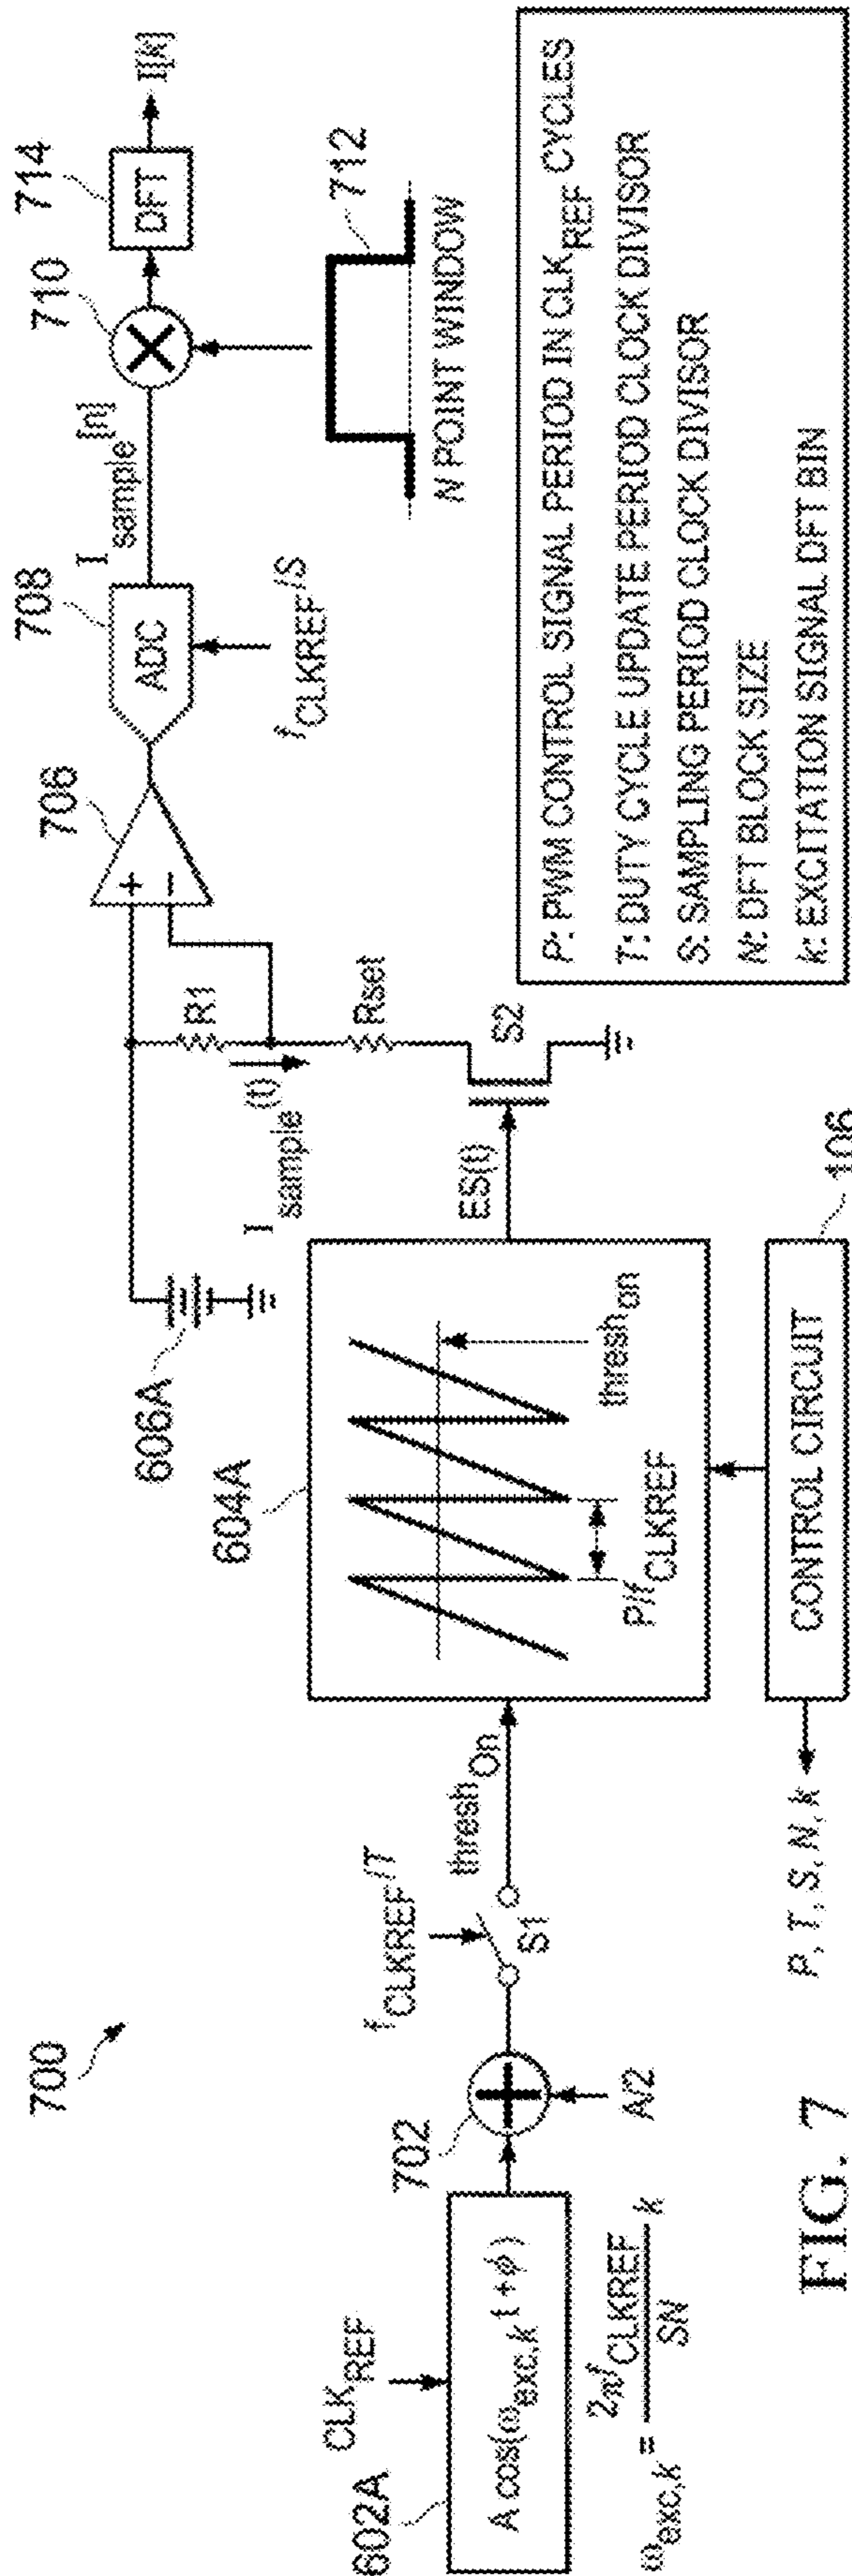 700
CLK_REF
602A
A cos(ω_exc,k t + ϕ)
ω_exc,k = 2πf_CLKREF / SN k
702
A/2
f_CLKREF/T
S1
thresh_On
604A
P/f_CLKREF
thresh_on
CONTROL CIRCUIT
106
P, T, S, N, k
606A
ES(t)
S2
I_sample(t)
R1
Rset
706
+
−
708
ADC
f_CLKREF/S
I_sample[n]
710
712
N POINT WINDOW
714
DFT
I[k]
P: PWM CONTROL SIGNAL PERIOD IN CLK_REF CYCLES
T: DUTY CYCLE UPDATE PERIOD CLOCK DIVISOR
S: SAMPLING PERIOD CLOCK DIVISOR
N: DFT BLOCK SIZE
k: EXCITATION SIGNAL DFT BIN
FIG. 7